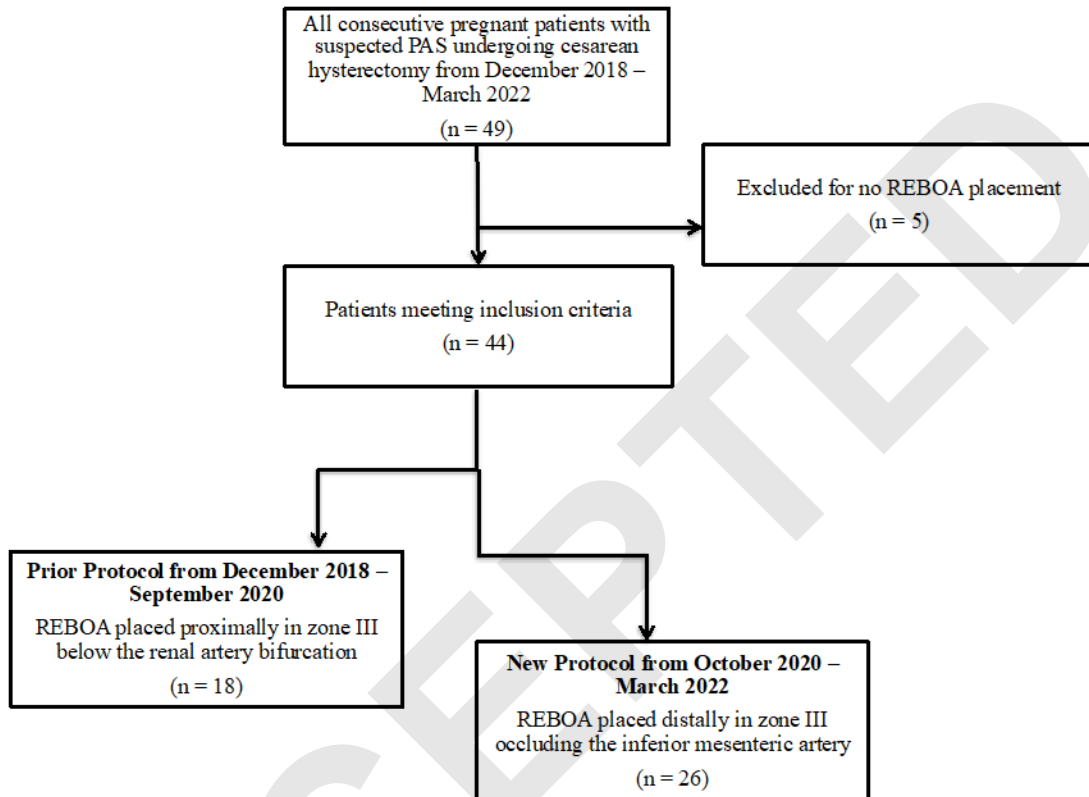 All consecutive pregnant patients with
suspected PAS undergoing cesarean
hysterectomy from December 2018 –
March 2022
(n = 49)
Excluded for no REBOA placement
(n = 5)
Patients meeting inclusion criteria
(n = 44)
Prior Protocol from December 2018 –
September 2020
REBOA placed proximally in zone III
below the renal artery bifurcation
(n = 18)
New Protocol from October 2020 –
March 2022
REBOA placed distally in zone III
occluding the inferior mesenteric artery
(n = 26)
CEPTED